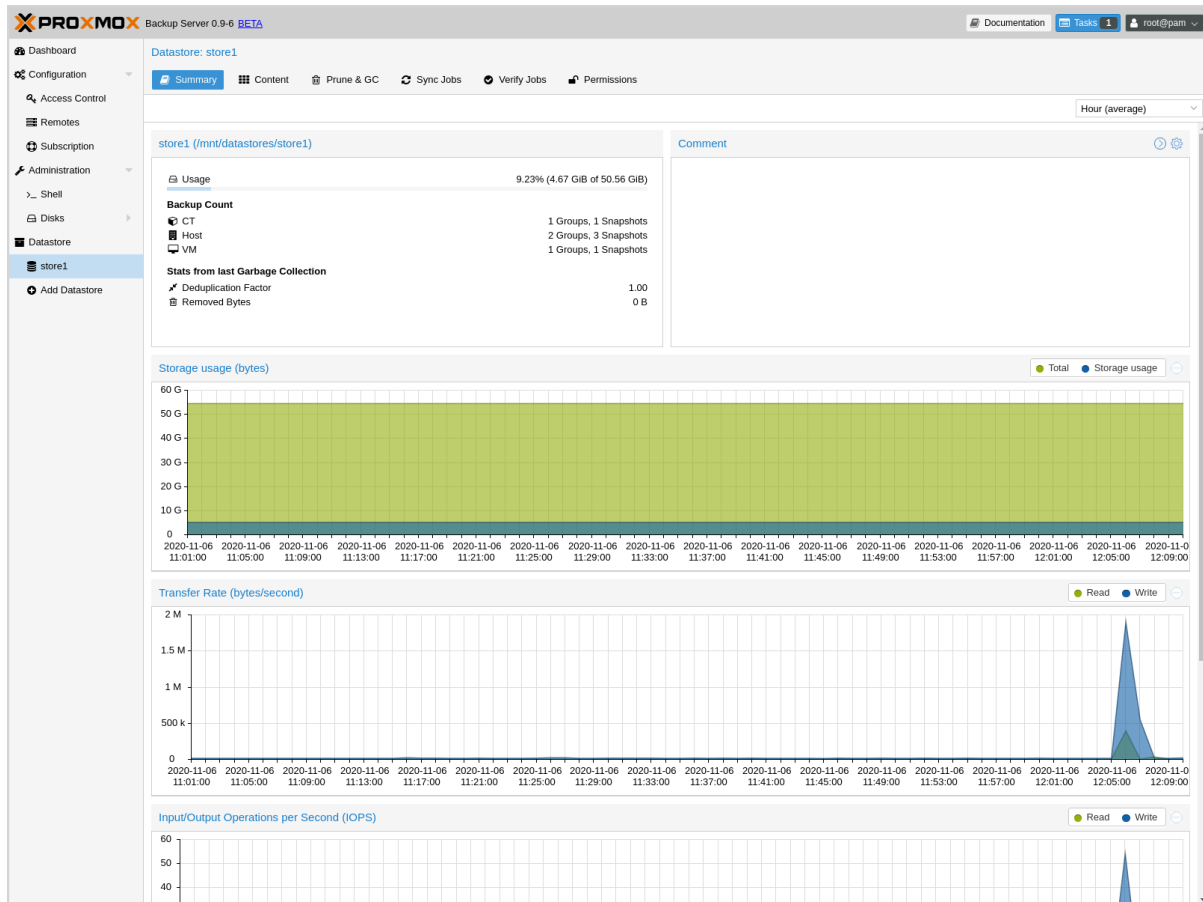 PROXMOX Backup Server 0.9-6 BETA
Documentation Tasks 1 root@pam
Dashboard
Configuration
Access Control
Remotes
Subscription
Administration
>_ Shell
Disks
Datastore
store1
Add Datastore
Datastore: store1
Summary Content Prune & GC Sync Jobs Verify Jobs Permissions
Hour (average)
store1 (/mnt/datastores/store1)
Usage 9.23% (4.67 GiB of 50.56 GiB)
Backup Count
CT 1 Groups, 1 Snapshots
Host 2 Groups, 3 Snapshots
VM 1 Groups, 1 Snapshots
Stats from last Garbage Collection
Deduplication Factor 1.00
Removed Bytes 0 B
Comment
Storage usage (bytes)
Total Storage usage
60 G
50 G
40 G
30 G
20 G
10 G
0
2020-11-06 2020-11-06 2020-11-06 2020-11-06 2020-11-06 2020-11-06 2020-11-06 2020-11-06 2020-11-06 2020-11-06 2020-11-06 2020-11-06 2020-11-06 2020-11-06 2020-11-06 2020-11-06 2020-11-06 2020-11-0
11:01:00 11:05:00 11:09:00 11:13:00 11:17:00 11:21:00 11:25:00 11:29:00 11:33:00 11:37:00 11:41:00 11:45:00 11:49:00 11:53:00 11:57:00 12:01:00 12:05:00 12:09:00
Transfer Rate (bytes/second)
Read Write
2 M
1.5 M
1 M
500 k
0
2020-11-06 2020-11-06 2020-11-06 2020-11-06 2020-11-06 2020-11-06 2020-11-06 2020-11-06 2020-11-06 2020-11-06 2020-11-06 2020-11-06 2020-11-06 2020-11-06 2020-11-06 2020-11-06 2020-11-06 2020-11-0
11:01:00 11:05:00 11:09:00 11:13:00 11:17:00 11:21:00 11:25:00 11:29:00 11:33:00 11:37:00 11:41:00 11:45:00 11:49:00 11:53:00 11:57:00 12:01:00 12:05:00 12:09:00
Input/Output Operations per Second (IOPS)
Read Write
60
50
40